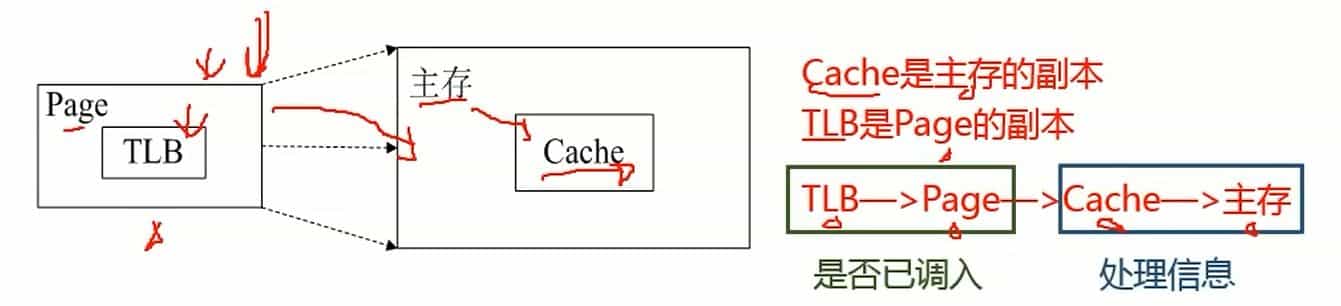 Page
TLB
主存
Cache
Cache是主存的副本
TLB是Page的副本
TLB—>Page—>Cache—>主存
是否已调入
处理信息